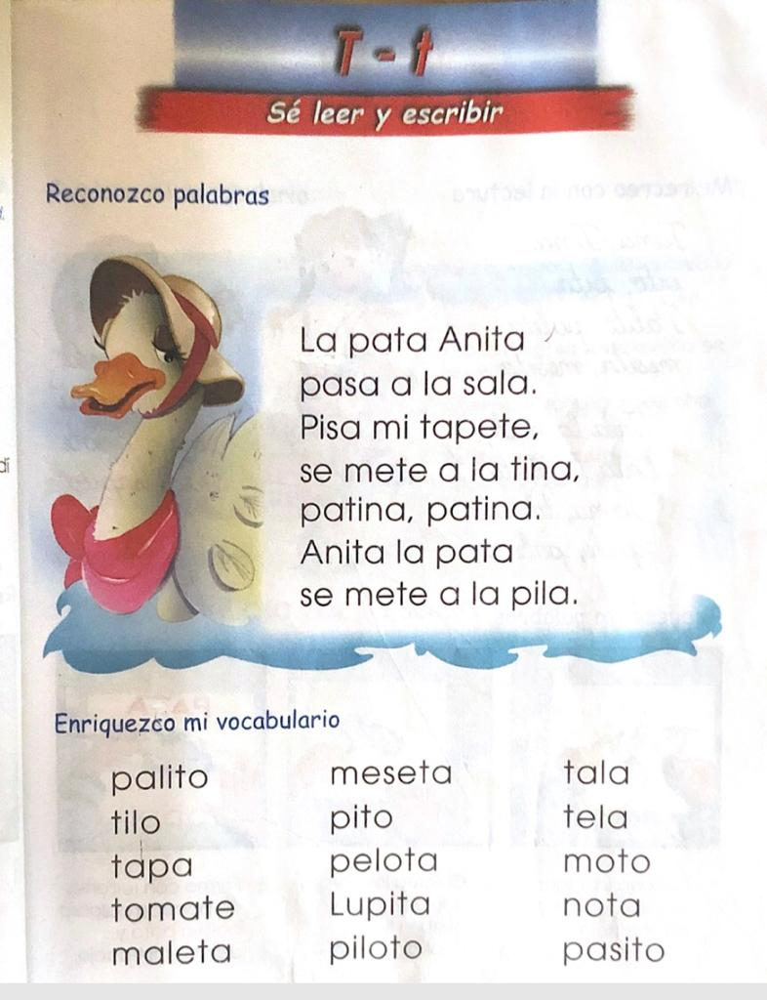 T - t
Sé leer y escribir
Reconozco palabras
La pata Anita
pasa a la sala.
Pisa mi tapete,
se mete a la tina,
patina, patina.
Anita la pata
se mete a la pila.
Enriquezco mi vocabulario
palito meseta tala
tilo pito tela
tapa pelota moto
tomate Lupita nota
maleta piloto pasito